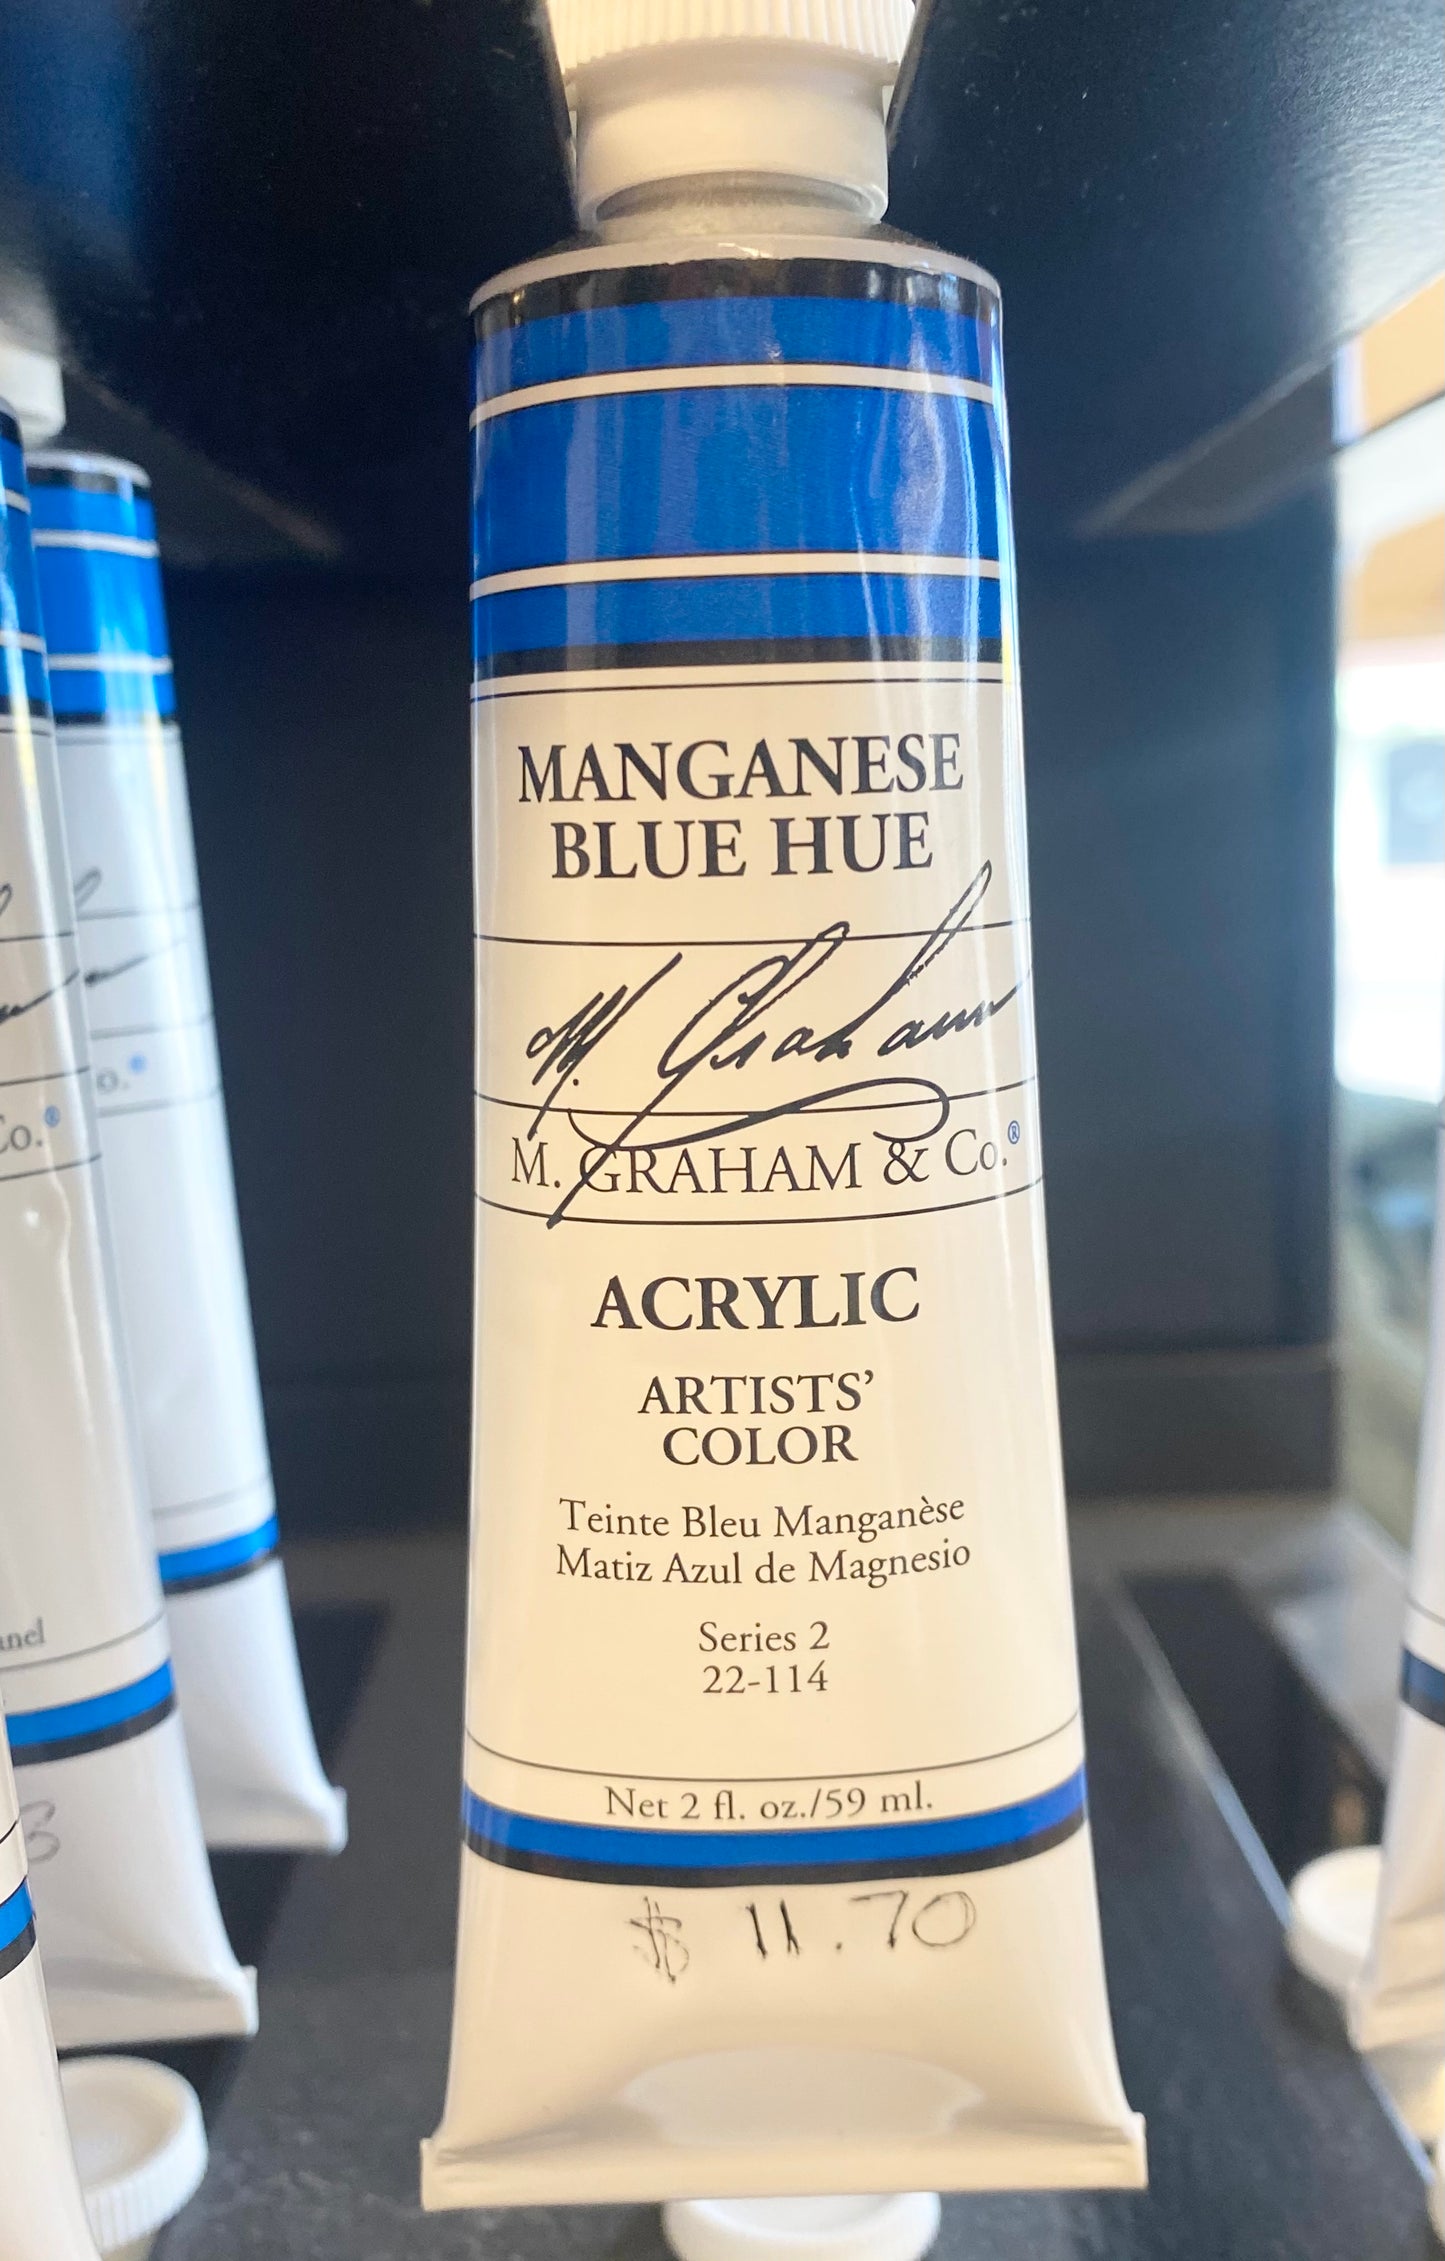 MANGANESE
BLUE HUE
M. Graham
M. GRAHAM & Co.®
ACRYLIC
ARTISTS'
COLOR
Teinte Bleu Manganèse
Matiz Azul de Magnesio
Series 2
22-114
Net 2 fl. oz./59 ml.
$ 11.70
Co.®
o.®